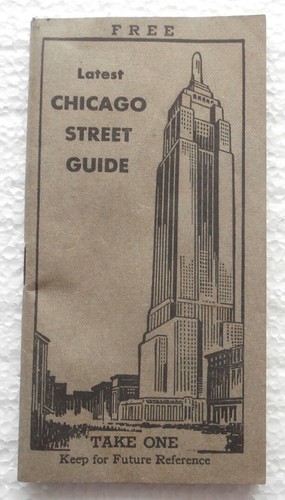 FREE
Latest
CHICAGO
STREET
GUIDE
TAKE ONE
Keep for Future Reference